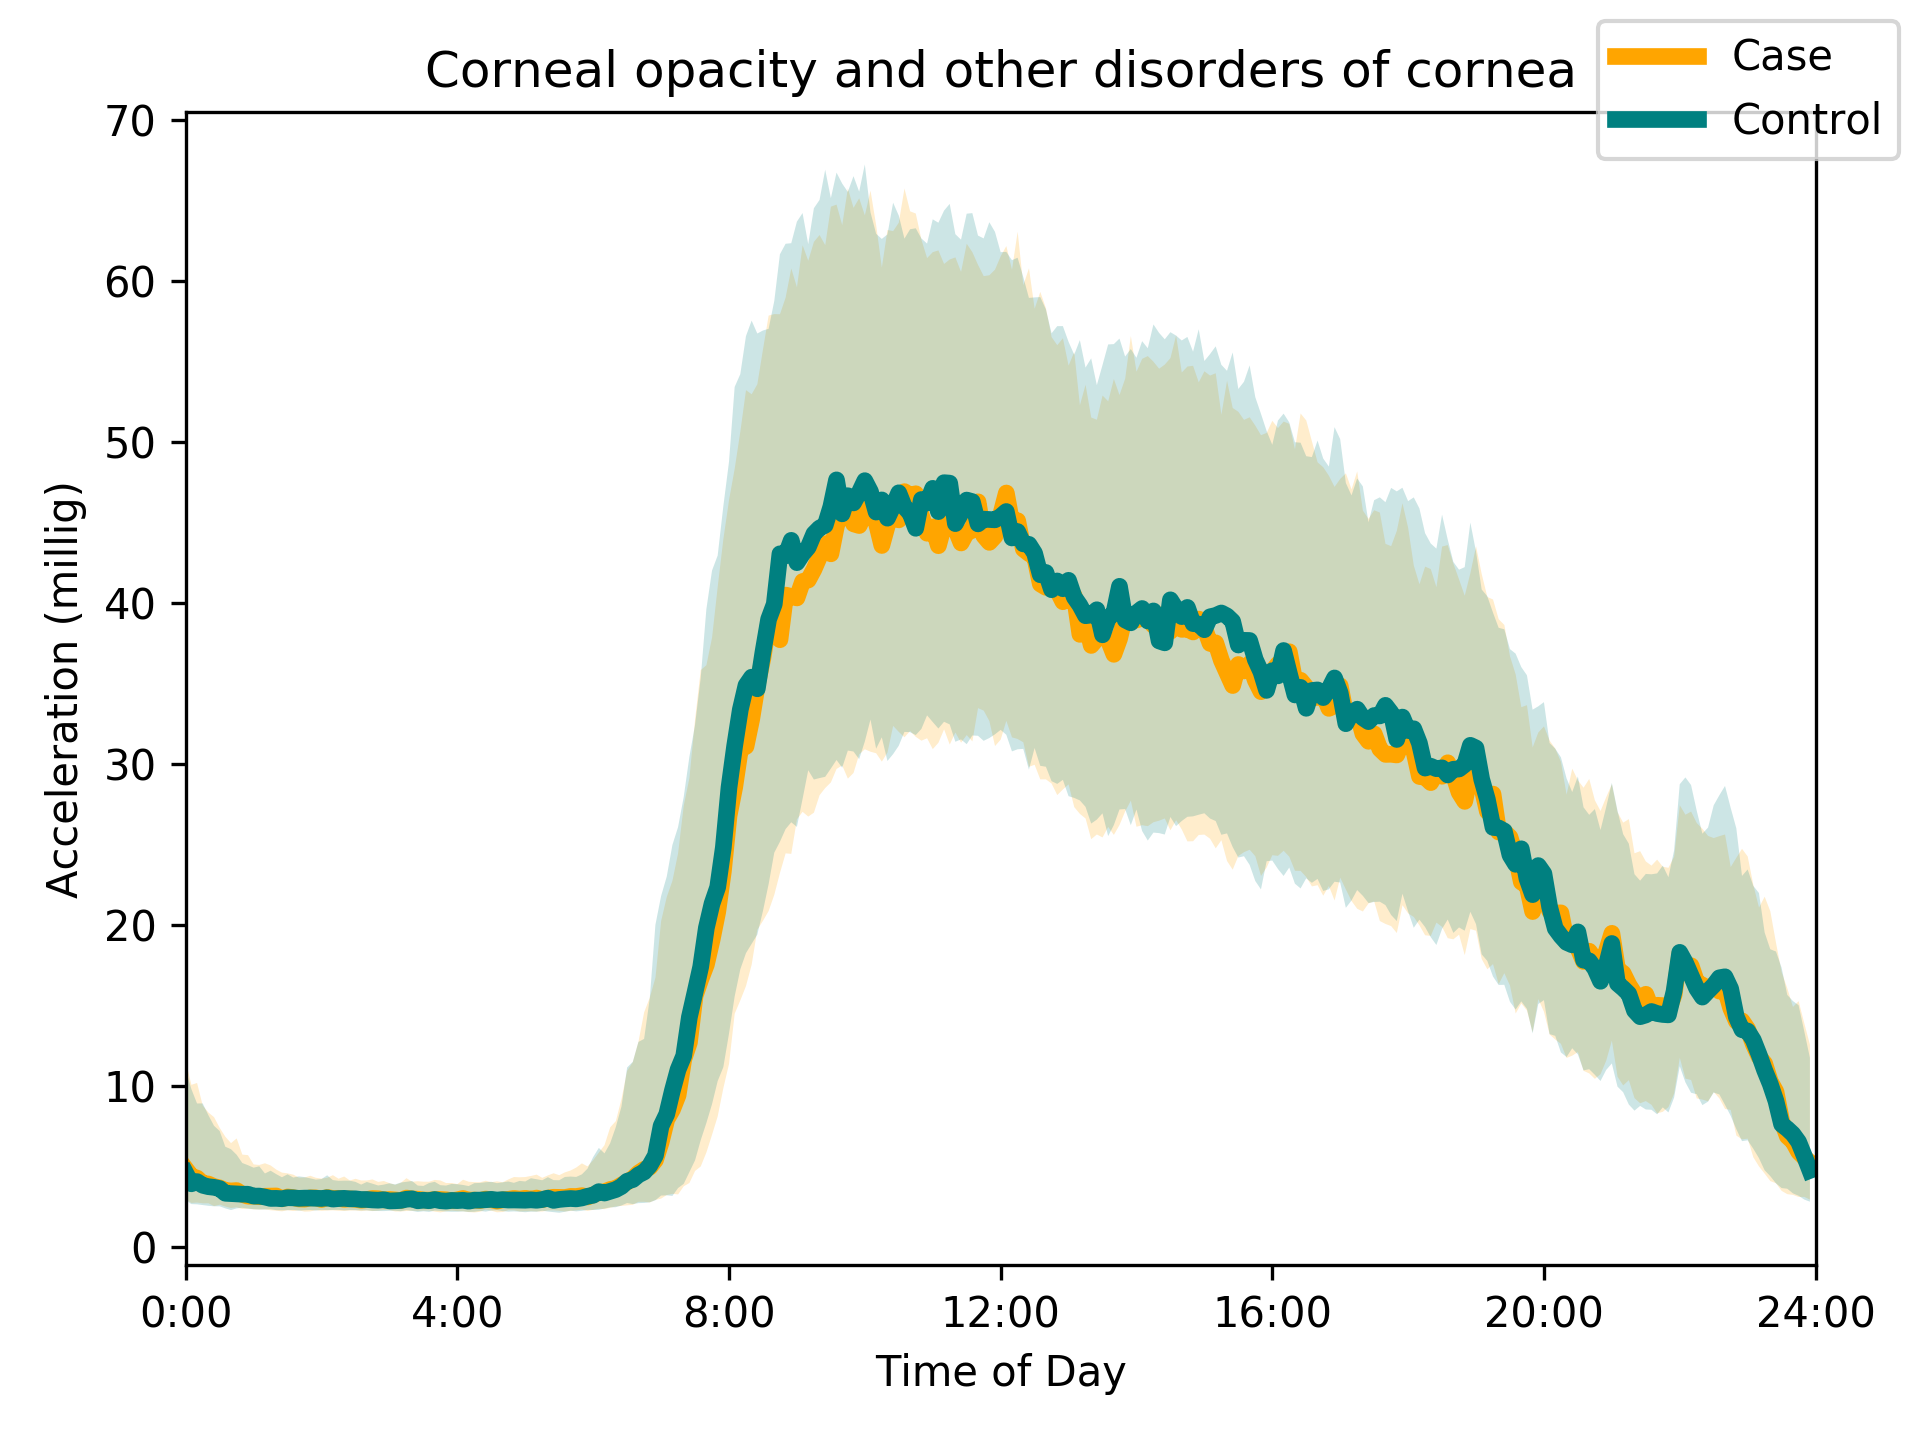 Corneal opacity and other disorders of cornea
Case
Control
Acceleration (millig)
70
60
50
40
30
20
10
0
0:00 4:00 8:00 12:00 16:00 20:00 24:00
Time of Day